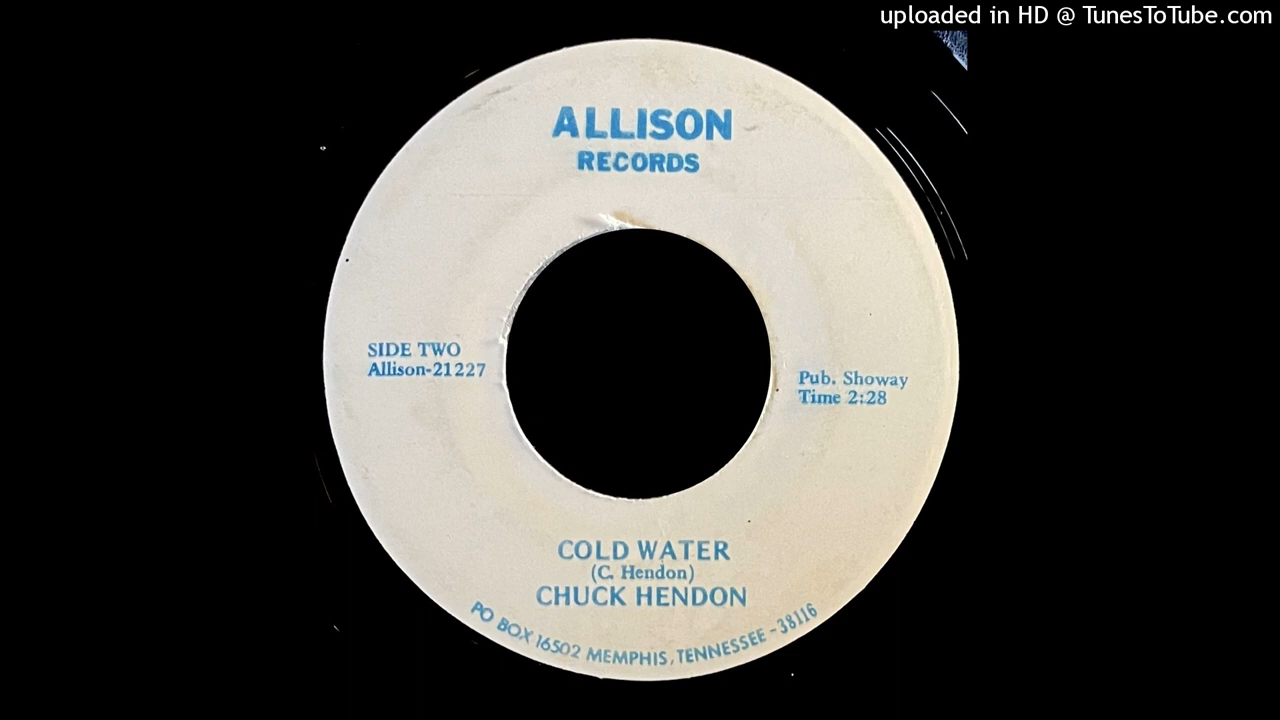 uploaded in HD @ TunesToTube.com
ALLISON
RECORDS
SIDE TWO
Allison-21227
Pub. Showay
Time 2:28
COLD WATER
(C. Hendon)
CHUCK HENDON
PO BOX 16502 MEMPHIS, TENNESSEE - 38116